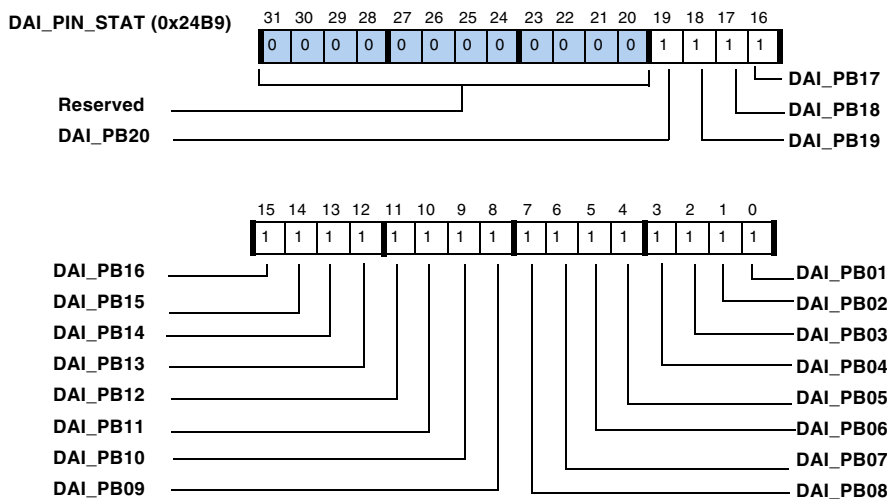 DAI_PIN_STAT (0x24B9)
31 30 29 28 27 26 25 24 23 22 21 20 19 18 17 16
0 0 0 0 0 0 0 0 0 0 0 0 1 1 1 1
DAI_PB17
Reserved
DAI_PB18
DAI_PB20
DAI_PB19
15 14 13 12 11 10 9 8 7 6 5 4 3 2 1 0
1 1 1 1 1 1 1 1 1 1 1 1 1 1 1 1
DAI_PB16
DAI_PB01
DAI_PB15
DAI_PB02
DAI_PB14
DAI_PB03
DAI_PB13
DAI_PB04
DAI_PB12
DAI_PB05
DAI_PB11
DAI_PB06
DAI_PB10
DAI_PB07
DAI_PB09
DAI_PB08